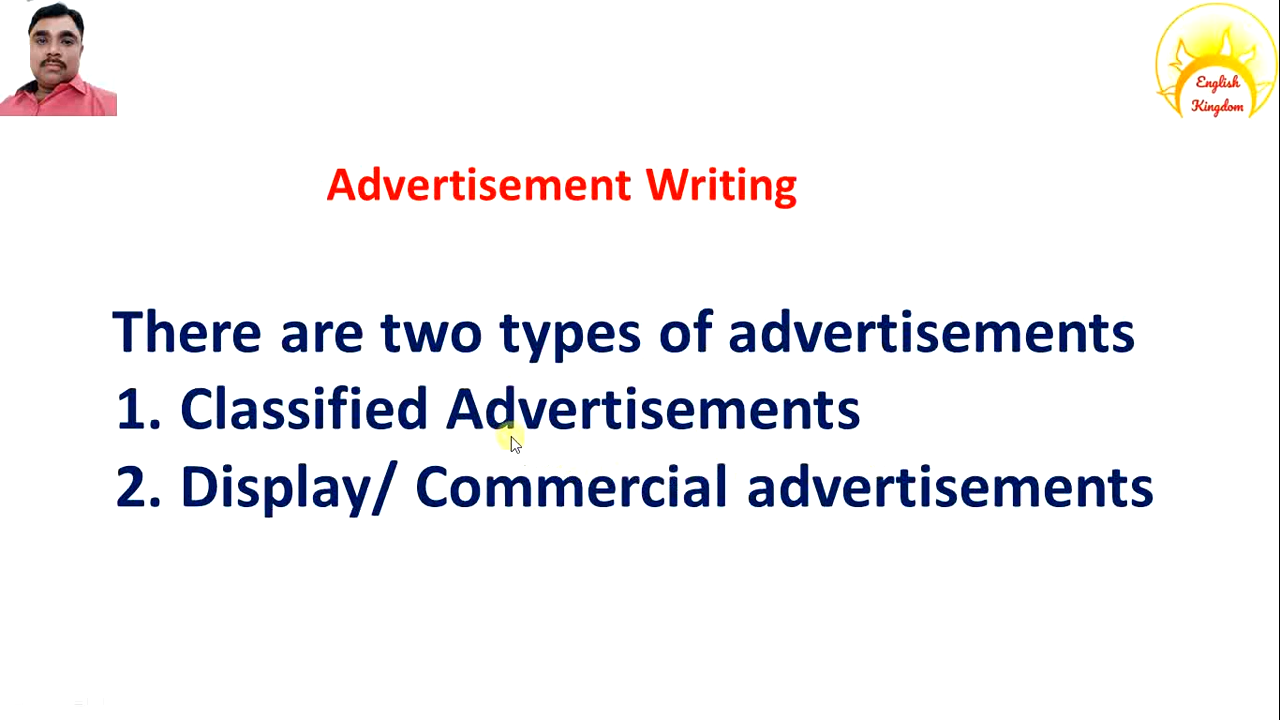 English
Kingdom
Advertisement Writing
There are two types of advertisements
1. Classified Advertisements
2. Display/ Commercial advertisements